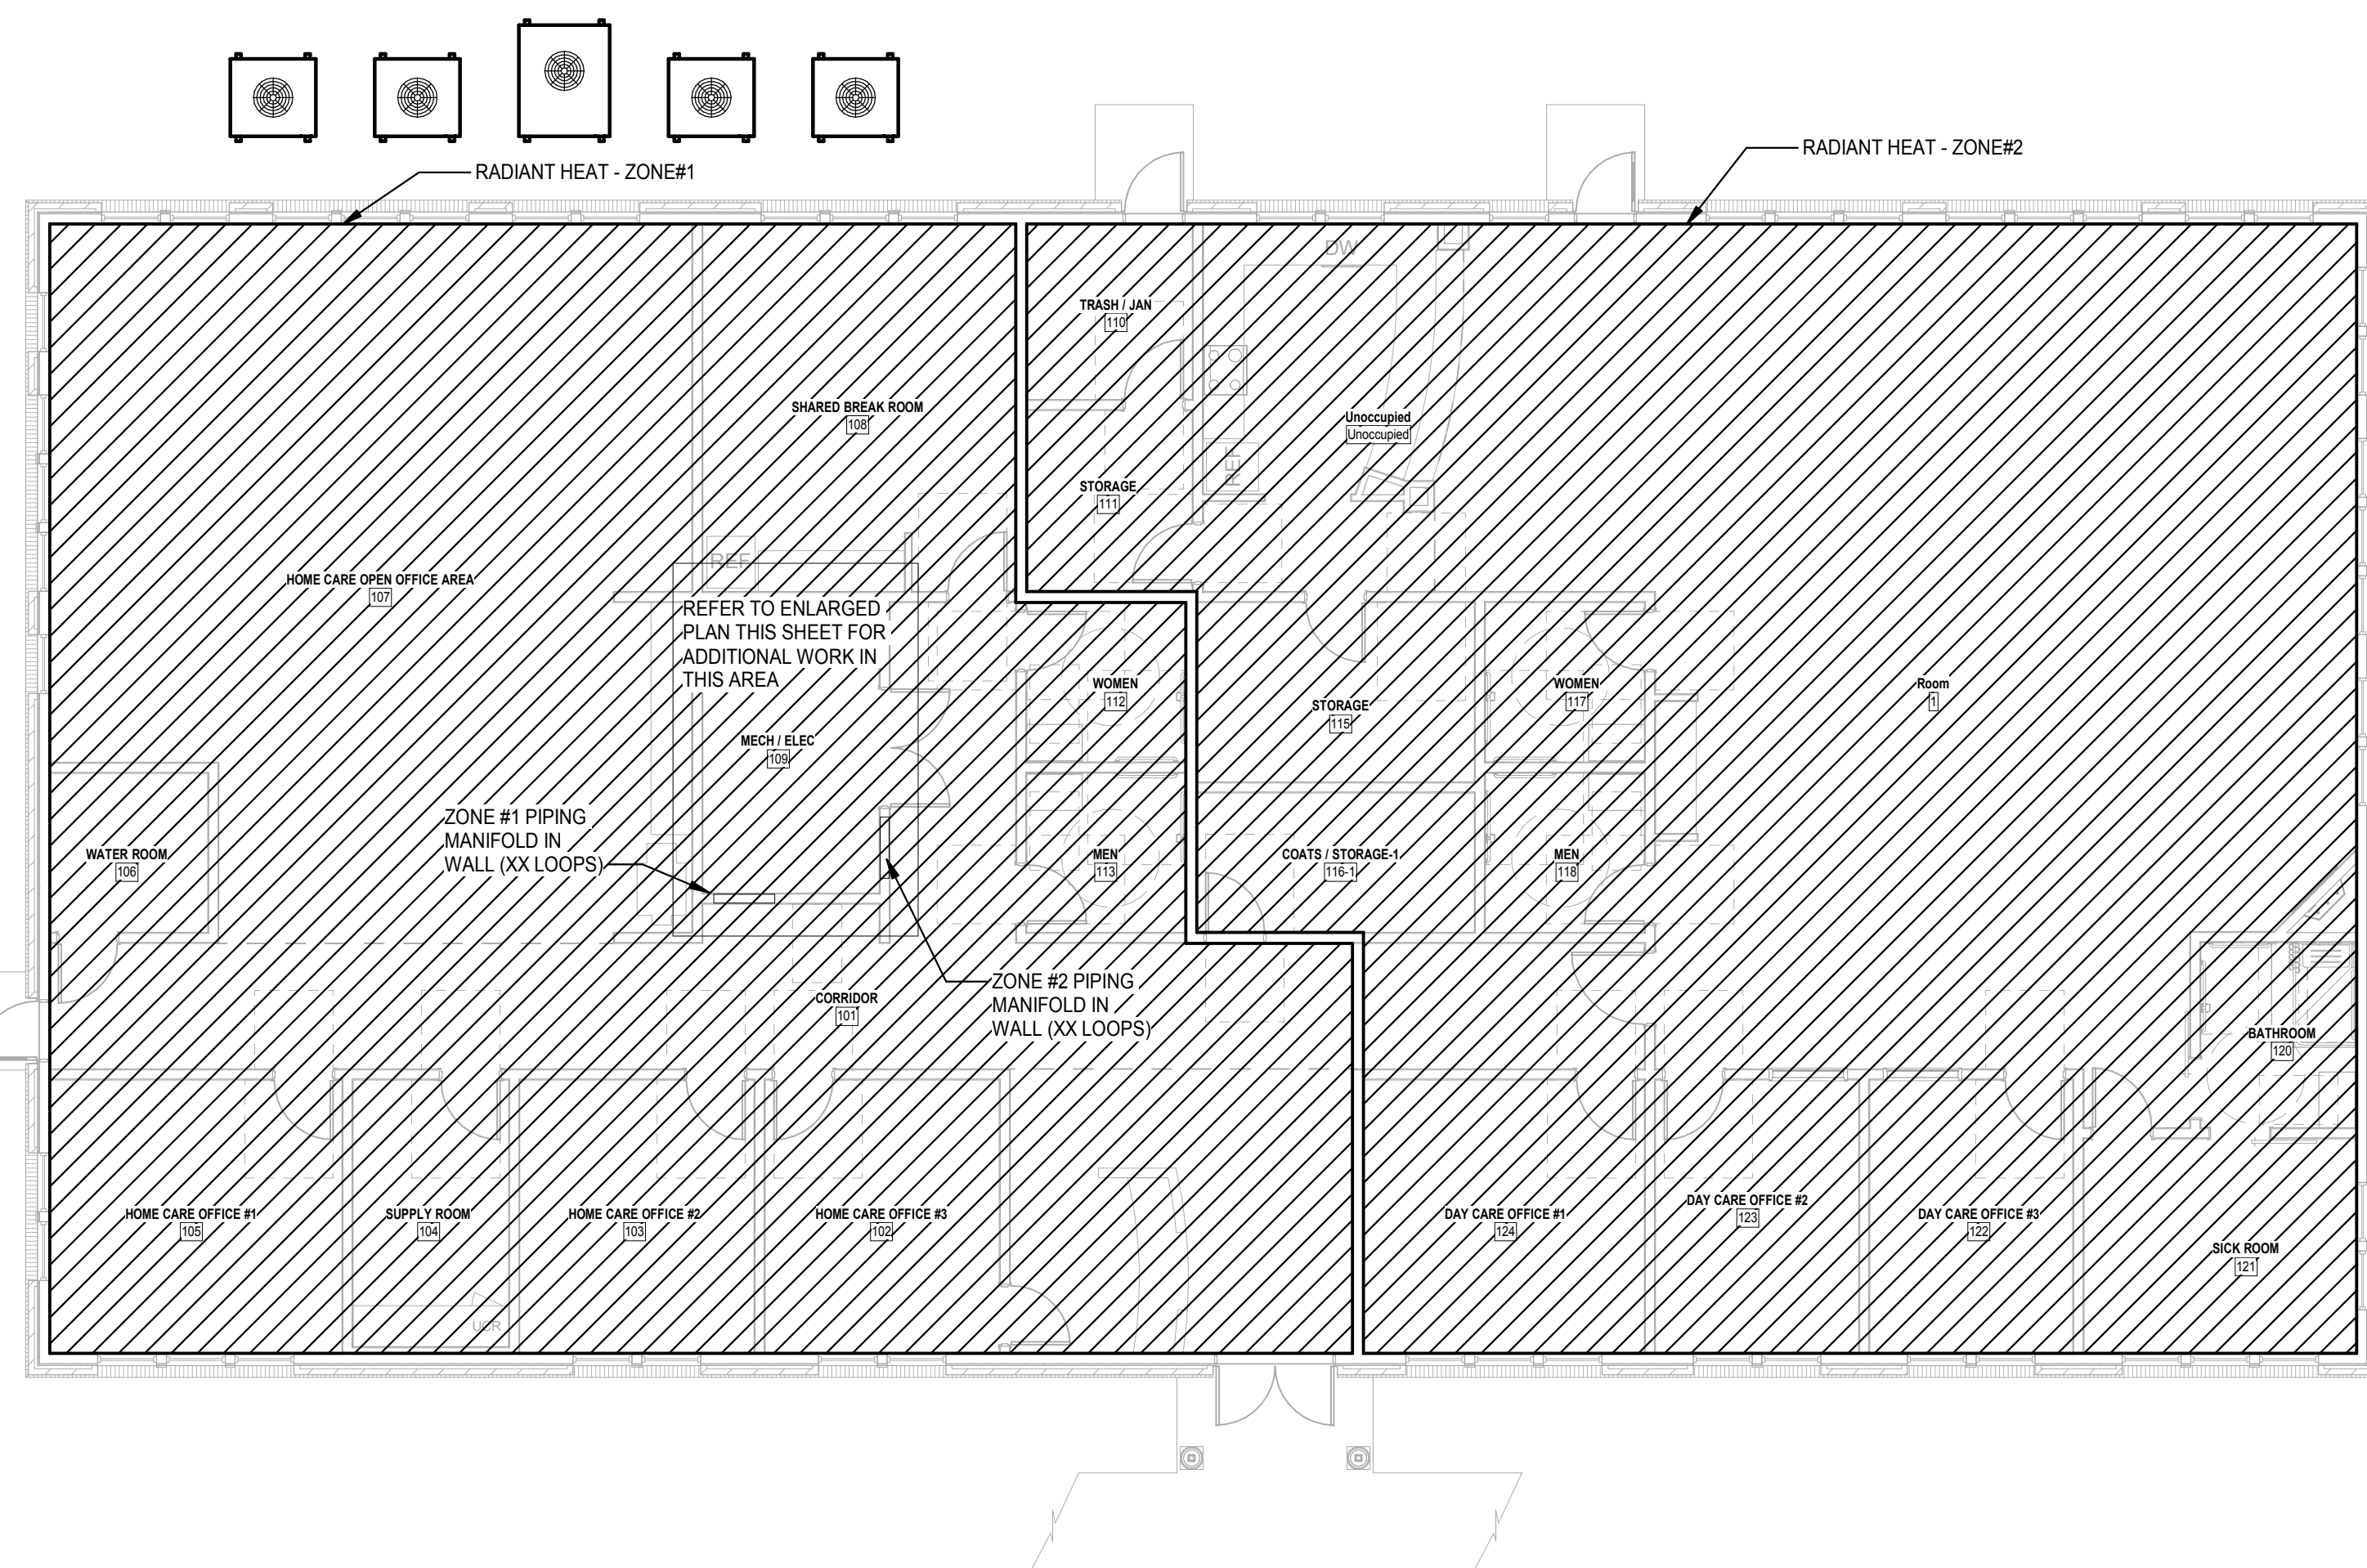 RADIANT HEAT - ZONE#1
RADIANT HEAT - ZONE#2
DW
TRASH / JAN
110
SHARED BREAK ROOM
108
Unoccupied
Unoccupied
REF
STORAGE
111
REF
HOME CARE OPEN OFFICE AREA
107
REFER TO ENLARGED
PLAN THIS SHEET FOR
ADDITIONAL WORK IN
THIS AREA
WOMEN
112
STORAGE
115
WOMEN
117
Room
1
MECH / ELEC
109
ZONE #1 PIPING
MANIFOLD IN
WALL (XX LOOPS)
WATER ROOM
106
MEN
113
COATS / STORAGE-1
116-1
MEN
118
ZONE #2 PIPING
MANIFOLD IN
WALL (XX LOOPS)
CORRIDOR
101
BATHROOM
120
HOME CARE OFFICE #1
105
SUPPLY ROOM
104
HOME CARE OFFICE #2
103
HOME CARE OFFICE #3
102
DAY CARE OFFICE #1
124
DAY CARE OFFICE #2
123
DAY CARE OFFICE #3
122
SICK ROOM
121